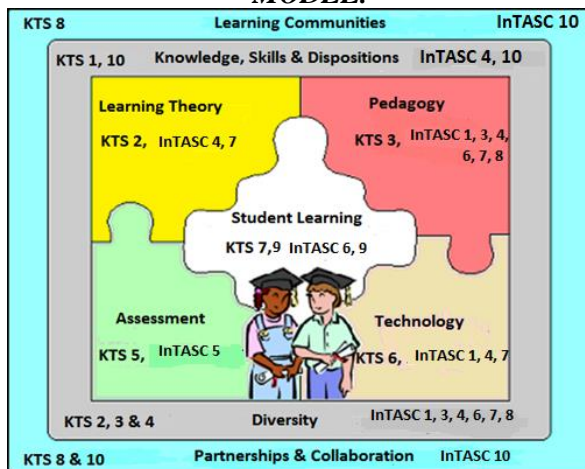 MODEL:
KTS 8 Learning Communities InTASC 10
KTS 1, 10 Knowledge, Skills & Dispositions InTASC 4, 10
Learning Theory
KTS 2, InTASC 4, 7
Pedagogy
KTS 3, InTASC 1, 3, 4,
6, 7, 8
Student Learning
KTS 7,9 InTASC 6, 9
Assessment
KTS 5, InTASC 5
Technology
KTS 6, InTASC 1, 4, 7
KTS 2, 3 & 4 Diversity InTASC 1, 3, 4, 6, 7, 8
KTS 8 & 10 Partnerships & Collaboration InTASC 10